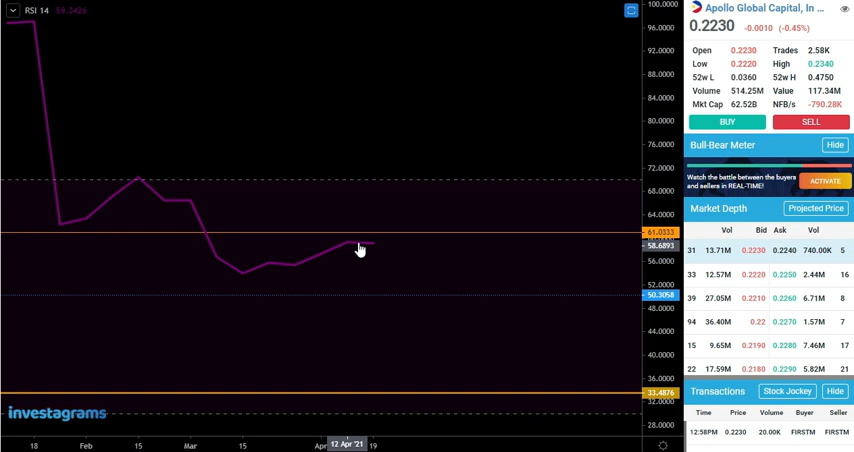 RSI 14 59.3426
100.0000
96.0000
92.0000
88.0000
84.0000
80.0000
76.0000
72.0000
68.0000
64.0000
61.0333
58.6893
56.0000
52.0000
50.3058
48.0000
44.0000
40.0000
36.0000
33.4876
32.0000
28.0000
investagrams
18 Feb 15 Mar 15 Apr 12 Apr '21 19
Apollo Global Capital, In ...
0.2230 -0.0010 (-0.45%)
Open 0.2230 Trades 2.58K
Low 0.2220 High 0.2340
52w L 0.0360 52w H 0.4750
Volume 514.25M Value 117.34M
Mkt Cap 62.52B NFB/s -790.28K
BUY SELL
Bull-Bear Meter Hide
Watch the battle between the buyers
and sellers in REAL-TIME!
ACTIVATE
Market Depth Projected Price
Vol Bid Ask Vol
31 13.71M 0.2230 0.2240 740.00K 5
33 12.57M 0.2220 0.2250 2.44M 16
39 27.05M 0.2210 0.2260 6.71M 8
94 36.40M 0.22 0.2270 1.57M 7
15 9.65M 0.2190 0.2280 7.46M 17
22 17.59M 0.2180 0.2290 5.82M 21
Transactions Stock Jockey Hide
Time Price Volume Buyer Seller
12:58PM 0.2230 20.00K FIRSTM FIRSTM